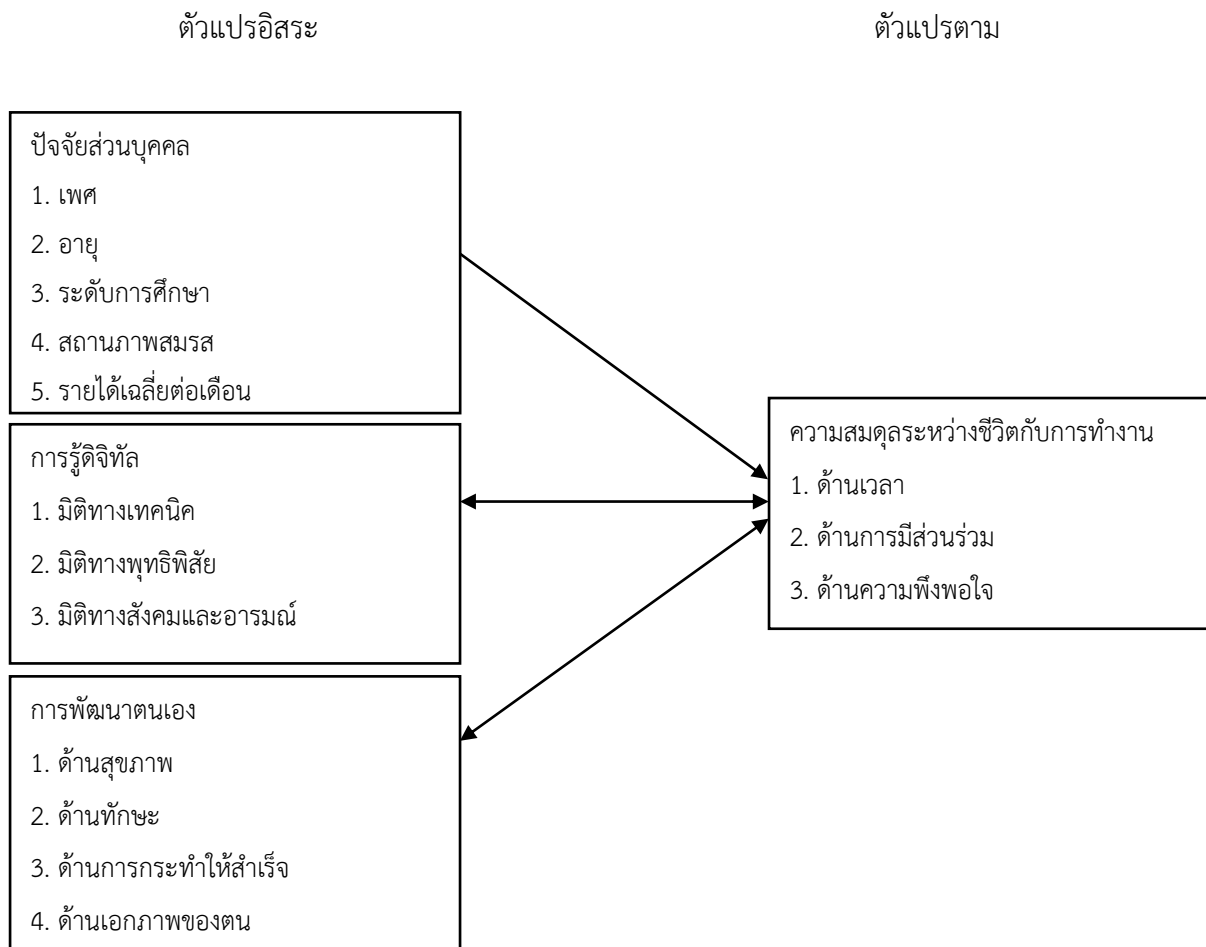 ตัวแปรอิสระ
ตัวแปรตาม
ปัจจัยส่วนบุคคล
1. เพศ
2. อายุ
3. ระดับการศึกษา
4. สถานภาพสมรส
5. รายได้เฉลี่ยต่อเดือน
การรู้ดิจิทัล
1. มิติทางเทคนิค
2. มิติทางพุทธิพิสัย
3. มิติทางสังคมและอารมณ์
การพัฒนาตนเอง
1. ด้านสุขภาพ
2. ด้านทักษะ
3. ด้านการกระทำให้สำเร็จ
4. ด้านเอกภาพของตน
ความสมดุลระหว่างชีวิตกับการทำงาน
1. ด้านเวลา
2. ด้านการมีส่วนร่วม
3. ด้านความพึงพอใจ